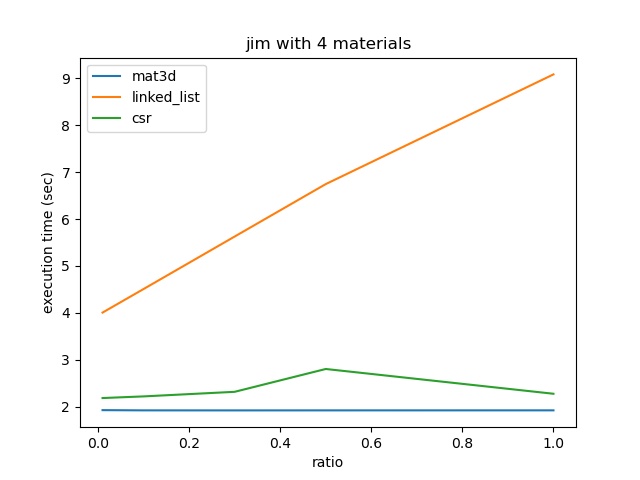 jim with 4 materials
mat3d
linked_list
csr
execution time (sec)
9
8
7
6
5
4
3
2
0.0 0.2 0.4 0.6 0.8 1.0
ratio